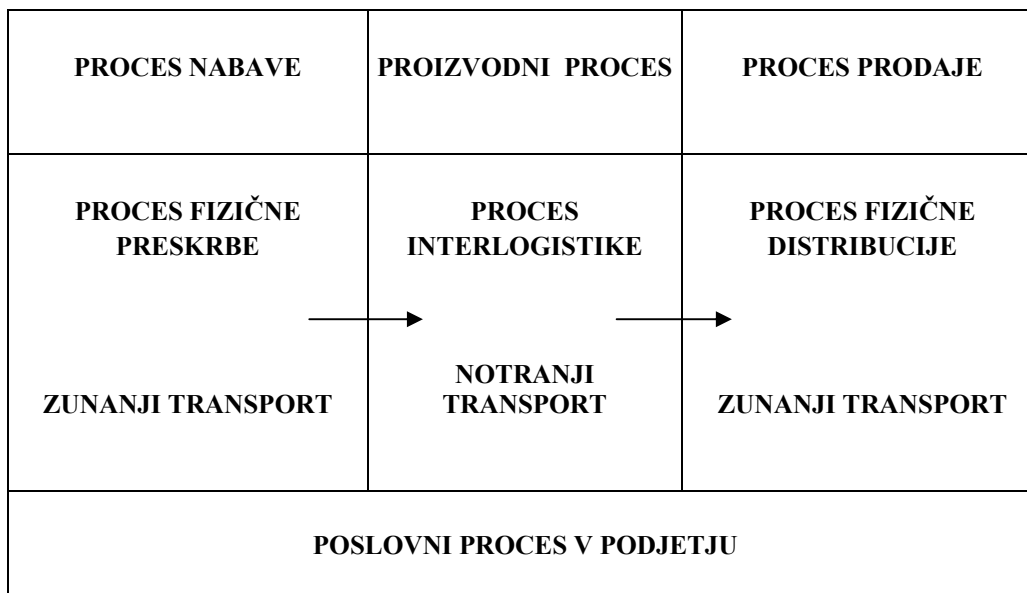 PROCES NABAVE
PROIZVODNI PROCES
PROCES PRODAJE
PROCES FIZIČNE
PRESKRBE
ZUNANJI TRANSPORT
PROCES
INTERLOGISTIKE
NOTRANJI
TRANSPORT
PROCES FIZIČNE
DISTRIBUCIJE
ZUNANJI TRANSPORT
POSLOVNI PROCES V PODJETJU